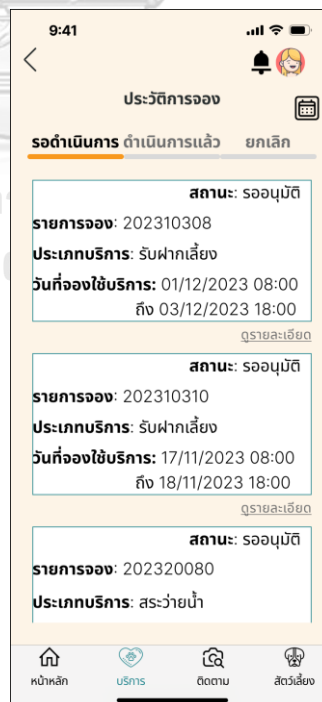 9:41
ประวัติการจอง
รอดำเนินการ ดำเนินการแล้ว ยกเลิก
สถานะ: รออนุมัติ
รายการจอง: 202310308
ประเภทบริการ: รับฝากเลี้ยง
วันที่จองใช้บริการ: 01/12/2023 08:00
ถึง 03/12/2023 18:00
ดูรายละเอียด
สถานะ: รออนุมัติ
รายการจอง: 202310310
ประเภทบริการ: รับฝากเลี้ยง
วันที่จองใช้บริการ: 17/11/2023 08:00
ถึง 18/11/2023 18:00
ดูรายละเอียด
สถานะ: รออนุมัติ
รายการจอง: 202320080
ประเภทบริการ: สระว่ายน้ำ
หน้าหลัก บริการ ติดตาม สัตว์เลี้ยง